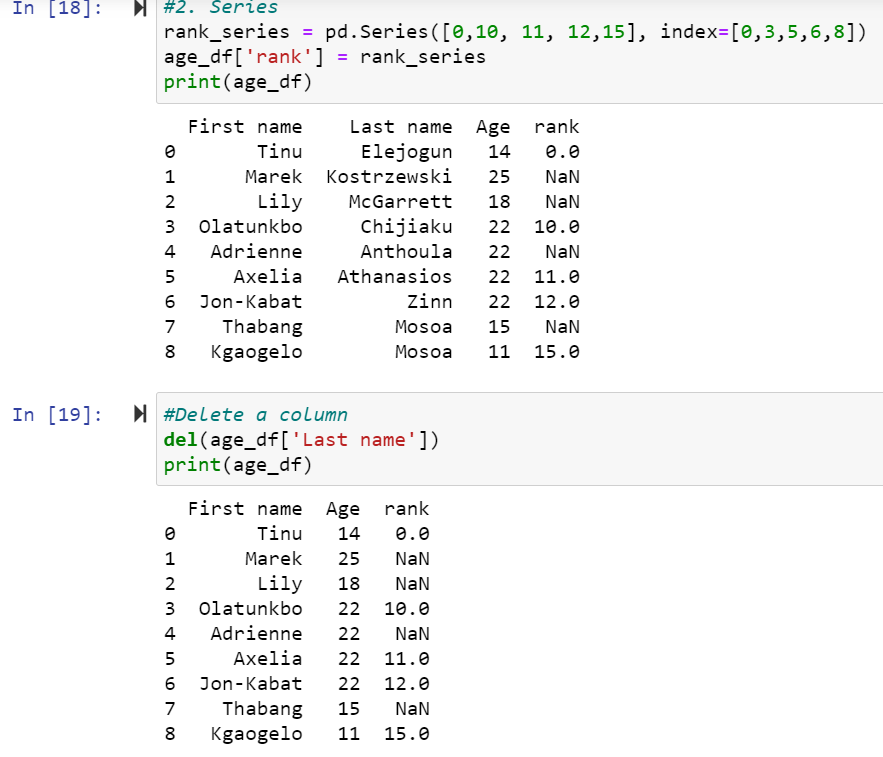 In [18]: #2. Series
rank_series = pd.Series([0,10, 11, 12,15], index=[0,3,5,6,8])
age_df['rank'] = rank_series
print(age_df)
First name Last name Age rank
0 Tinu Elejogun 14 0.0
1 Marek Kostrzewski 25 NaN
2 Lily McGarrett 18 NaN
3 Olatunkbo Chijiaku 22 10.0
4 Adrienne Anthoula 22 NaN
5 Axelia Athanasios 22 11.0
6 Jon-Kabat Zinn 22 12.0
7 Thabang Mosoa 15 NaN
8 Kgaogelo Mosoa 11 15.0
In [19]: #Delete a column
del(age_df['Last name'])
print(age_df)
First name Age rank
0 Tinu 14 0.0
1 Marek 25 NaN
2 Lily 18 NaN
3 Olatunkbo 22 10.0
4 Adrienne 22 NaN
5 Axelia 22 11.0
6 Jon-Kabat 22 12.0
7 Thabang 15 NaN
8 Kgaogelo 11 15.0